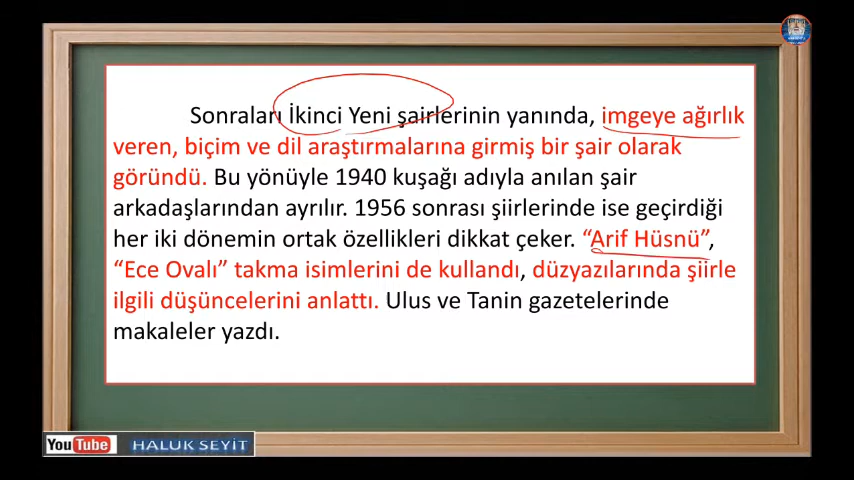 Sonraları İkinci Yeni şairlerinin yanında, imgeye ağırlık
veren, biçim ve dil araştırmalarına girmiş bir şair olarak
göründü. Bu yönüyle 1940 kuşağı adıyla anılan şair
arkadaşlarından ayrılır. 1956 sonrası şiirlerinde ise geçirdiği
her iki dönemin ortak özellikleri dikkat çeker. “Arif Hüsnü”,
“Ece Ovalı” takma isimlerini de kullandı, düzyazılarında şiirle
ilgili düşüncelerini anlattı. Ulus ve Tanin gazetelerinde
makaleler yazdı.
YouTube HALUK SEYİT